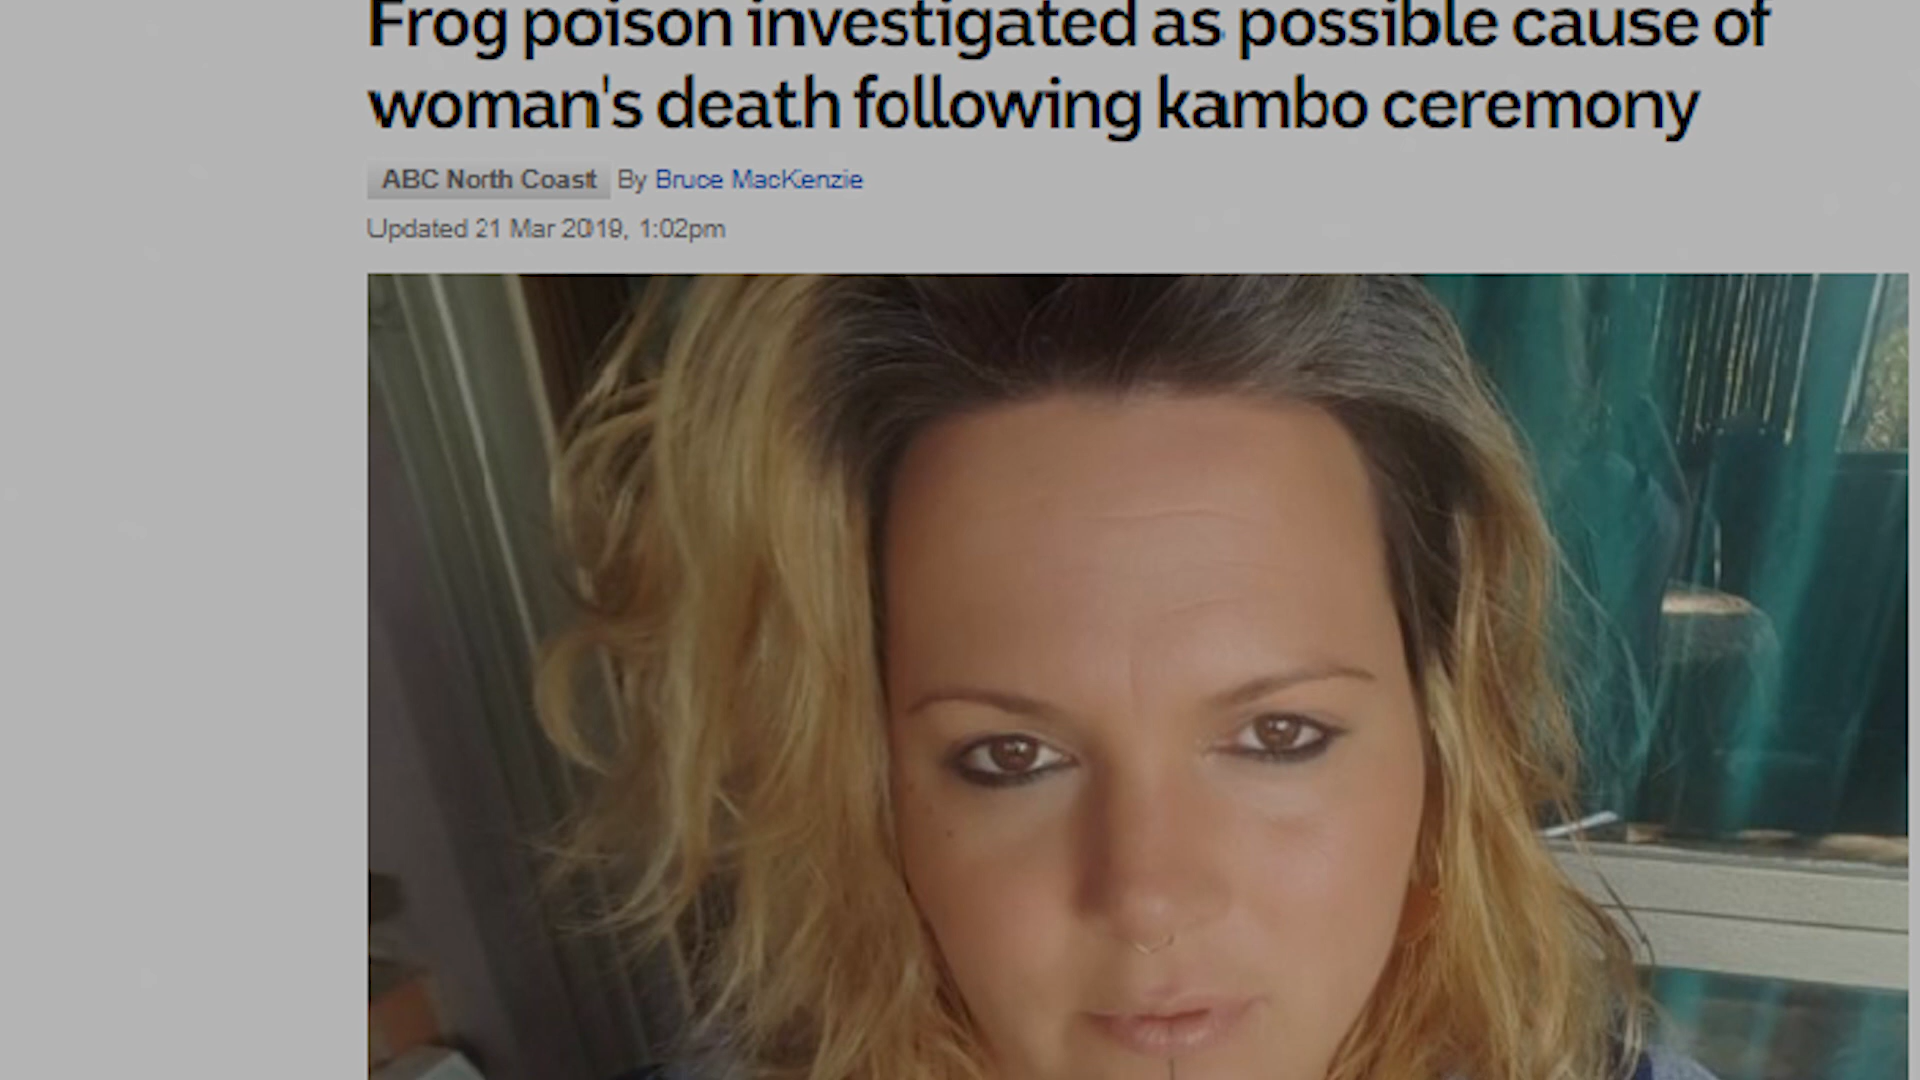 Frog poison investigated as possible cause of
woman's death following kambo ceremony
ABC North Coast By Bruce MacKenzie
Updated 21 Mar 2019, 1:02pm